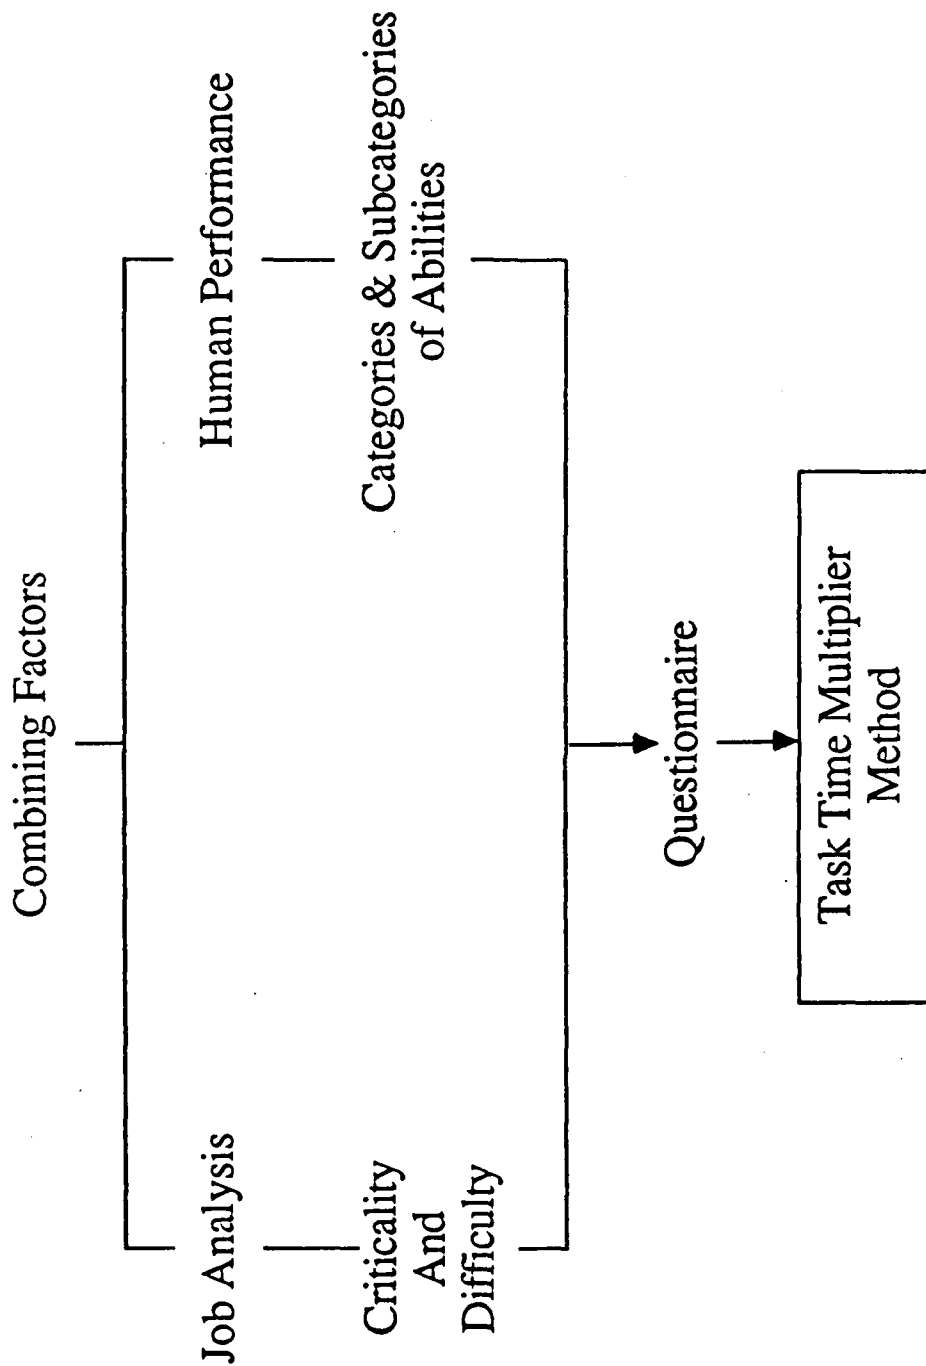 Combining Factors
Job Analysis
Human Performance
Criticality
And
Difficulty
Categories & Subcategories
of Abilities
Questionnaire
Task Time Multiplier
Method